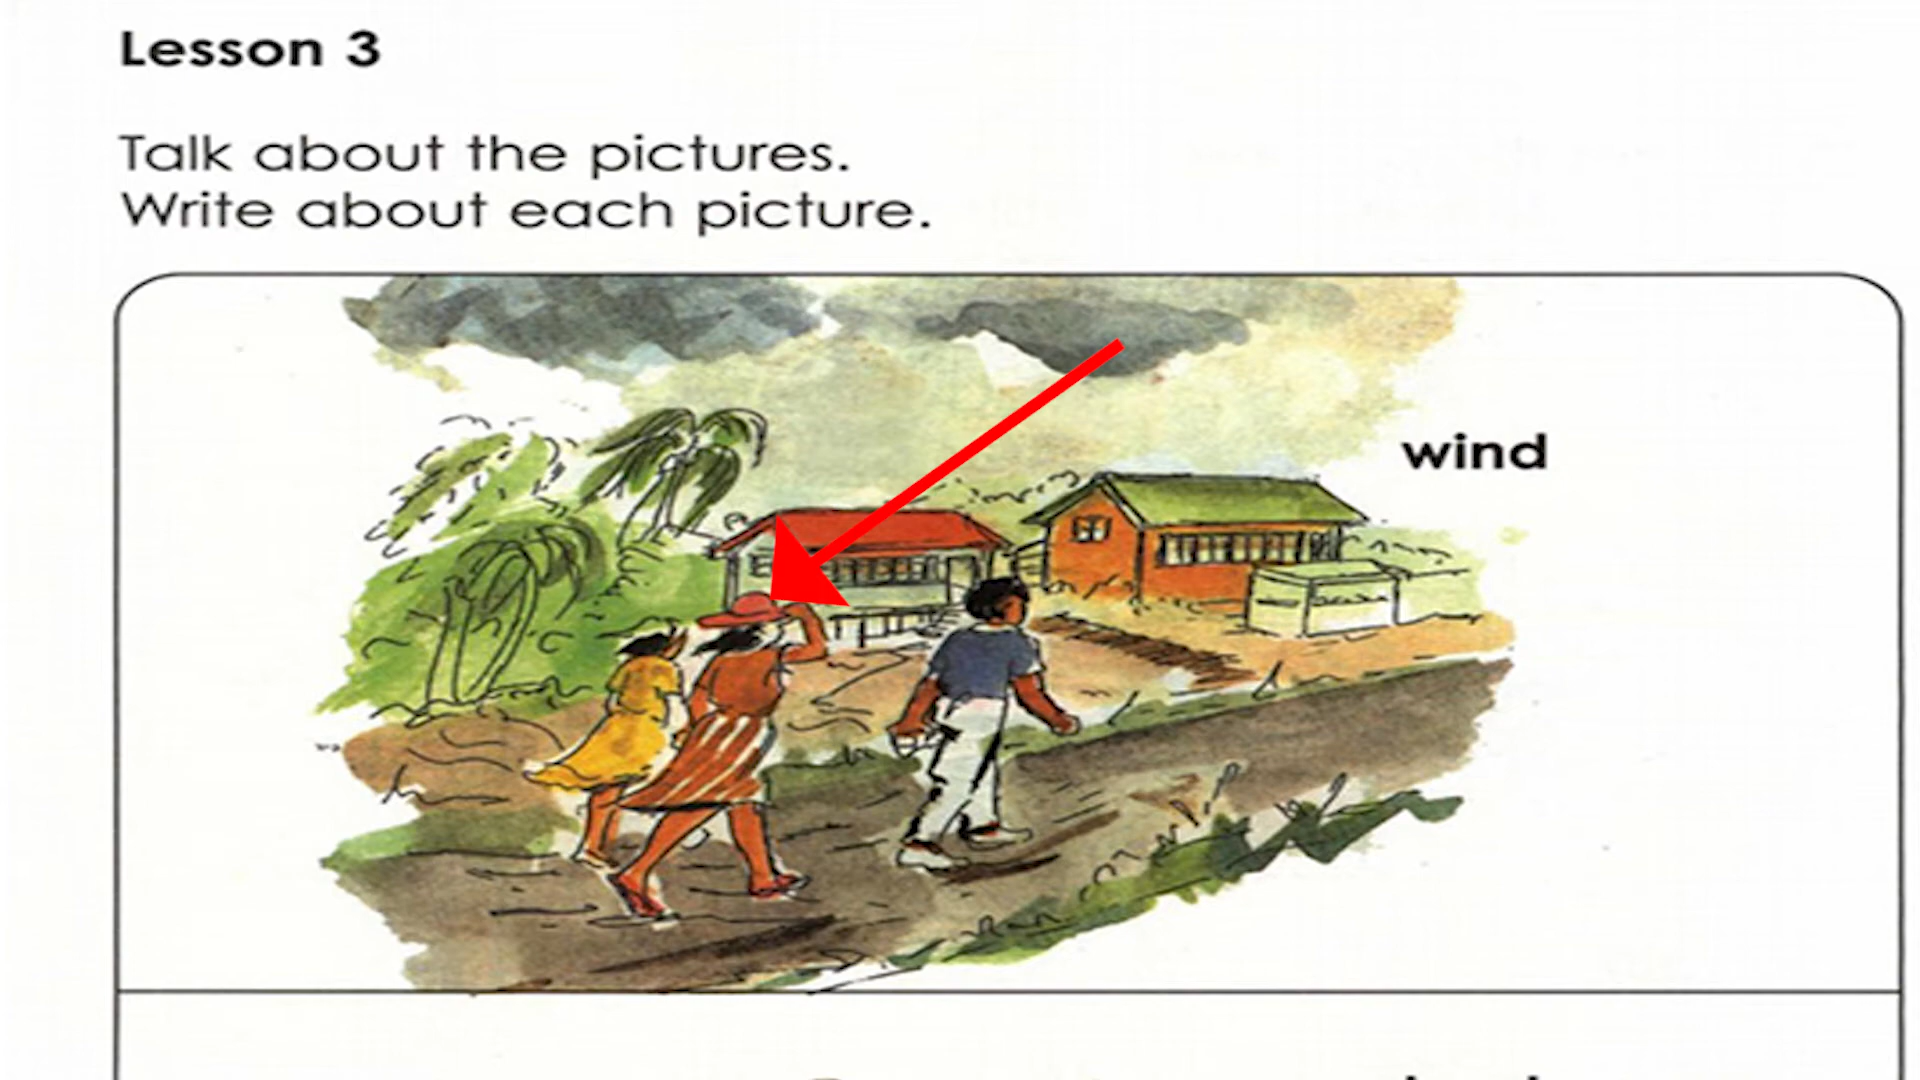 Lesson 3
Talk about the pictures.
Write about each picture.
wind